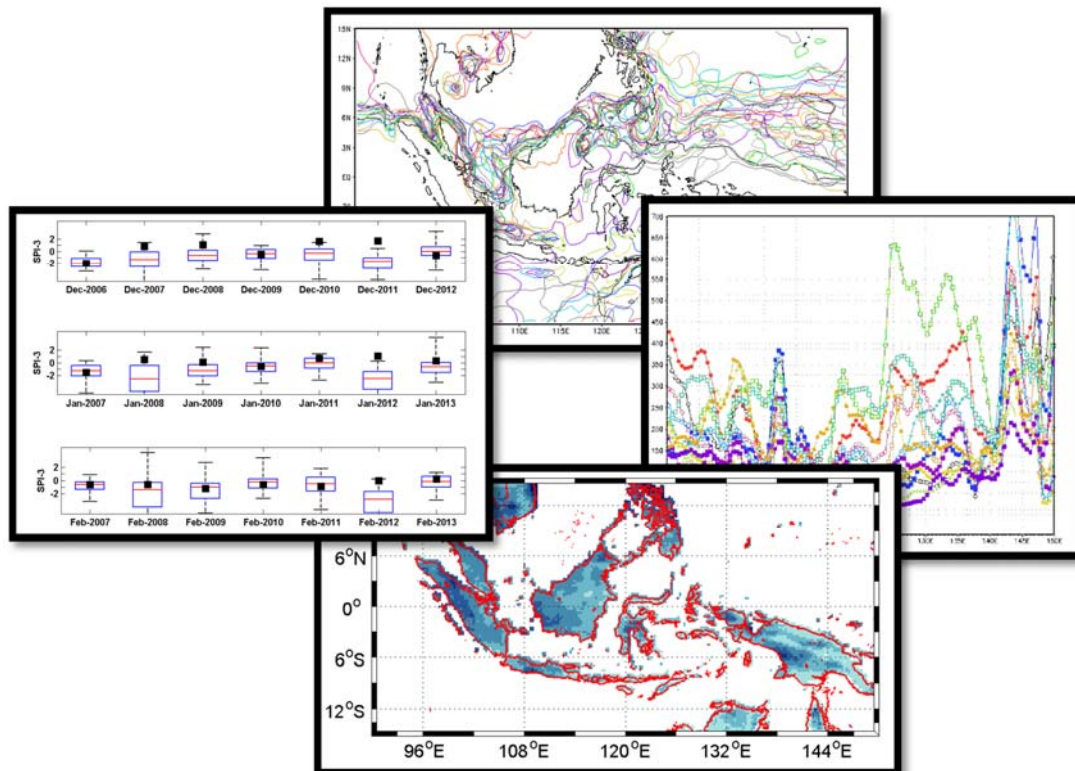 15N
12N
9N
6N
3N
EQ
110E 115E 120E
SPI-3
2
0
-2
Dec-2006 Dec-2007 Dec-2008 Dec-2009 Dec-2010 Dec-2011 Dec-2012
SPI-3
2
0
-2
Jan-2007 Jan-2008 Jan-2009 Jan-2010 Jan-2011 Jan-2012 Jan-2013
SPI-3
2
0
-2
Feb-2007 Feb-2008 Feb-2009 Feb-2010 Feb-2011 Feb-2012 Feb-2013
700
650
600
550
500
450
400
350
300
250
200
150
130E 135E 140E 145E 150E
6°N
0°
6°S
12°S
96°E 108°E 120°E 132°E 144°E